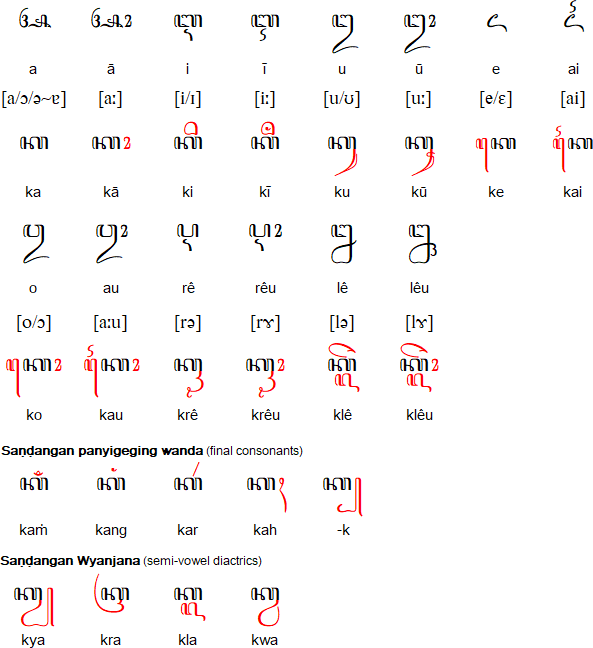 ꦄ ꦄꦴ ꦆ ꦇ ꦈ ꦈꦴ ꦌ ꦍ
a ā i ī u ū e ai
[a/ɔ/ə~ɐ] [aː] [i/ɪ] [iː] [u/ʊ] [uː] [e/ɛ] [ai]
ꦏ ꦏꦴ ꦏꦶ ꦏꦷ ꦏꦸ ꦏꦹ ꦏꦺ ꦏꦻ
ka kā ki kī ku kū ke kai
ꦎ ꦎꦴ ꦉ ꦉꦴ ꦊ ꦋ
o au rê rêu lê lêu
[o/ɔ] [aːu] [rə] [rɤ] [lə] [lɤ]
ꦏꦺꦴ ꦏꦻꦴ ꦏꦽ ꦏꦽꦴ ꦏ꧀ꦭꦼ ꦏ꧀ꦭꦼꦴ
ko kau krê krêu klê klêu
Saṇḍangan panyigeging wanda (final consonants)
ꦏꦀ ꦏꦁ ꦏꦂ ꦏꦃ ꦏ꧀
kaṁ kang kar kah -k
Saṇḍangan Wyanjana (semi-vowel diactrics)
ꦏꦾ ꦏꦿ ꦏ꧀ꦭ ꦏ꧀ꦮ
kya kra kla kwa